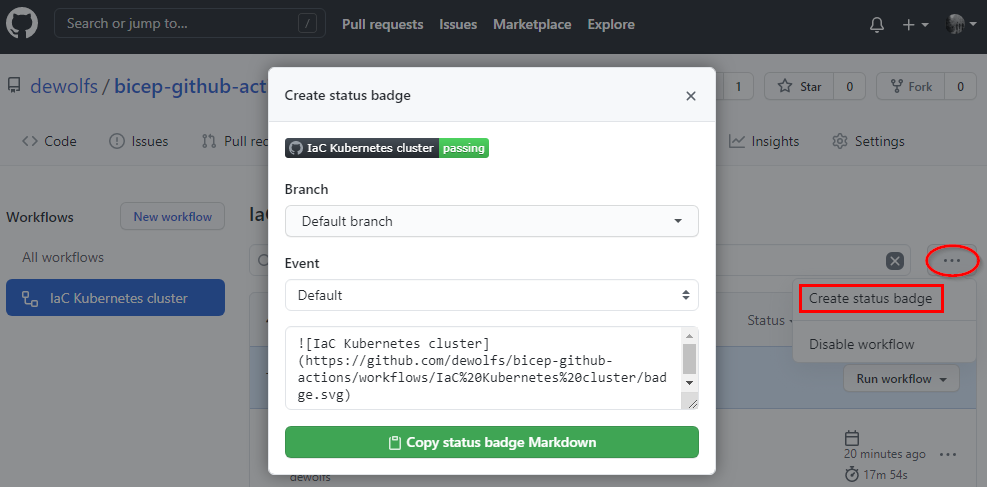 Search or jump to...
/
Pull requests
Issues
Marketplace
Explore
dewolfs / bicep-github-act
1
Star
0
Fork
0
Code
Issues
Pull req
Insights
Settings
Workflows
New workflow
All workflows
IaC Kubernetes cluster
Ia
Create status badge
IaC Kubernetes cluster passing
Branch
Default branch
Event
Default
![IaC Kubernetes cluster]
(https://github.com/dewolfs/bicep-github-
actions/workflows/IaC%20Kubernetes%20cluster/bad
ge.svg)
Copy status badge Markdown
Create status badge
Status
Disable workflow
Run workflow
20 minutes ago
17m 54s
dewolfs